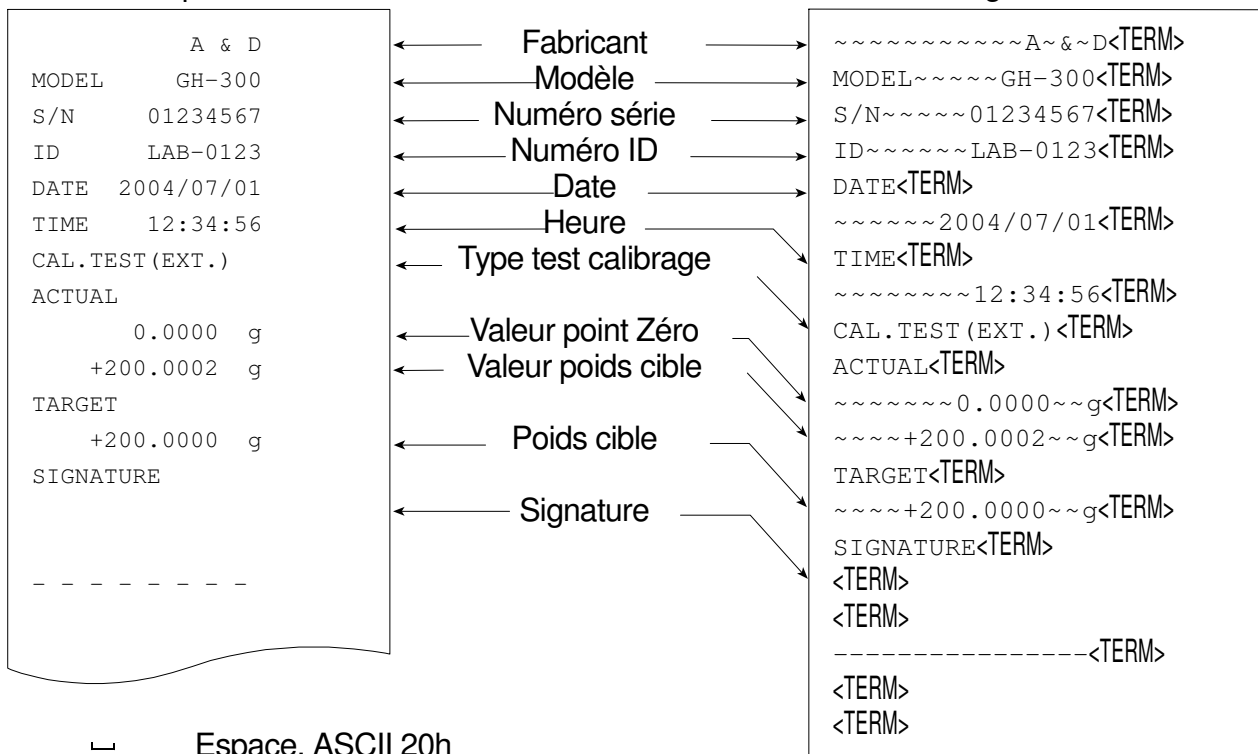 A & D
MODEL GH-300
S/N 01234567
ID LAB-0123
DATE 2004/07/01
TIME 12:34:56
CAL.TEST(EXT.)
ACTUAL
0.0000 g
+200.0002 g
TARGET
+200.0000 g
SIGNATURE
- - - - - - - -
Fabricant
Modèle
Numéro série
Numéro ID
Date
Heure
Type test calibrage
Valeur point Zéro
Valeur poids cible
Poids cible
Signature
~~~~~~~~~~~A~&~D<TERM>
MODEL~~~~~GH-300<TERM>
S/N~~~~~01234567<TERM>
ID~~~~~~LAB-0123<TERM>
DATE<TERM>
~~~~~~2004/07/01<TERM>
TIME<TERM>
~~~~~~~~12:34:56<TERM>
CAL.TEST(EXT.)<TERM>
ACTUAL<TERM>
~~~~~~~0.0000~~g<TERM>
~~~~+200.0002~~g<TERM>
TARGET<TERM>
~~~~+200.0000~~g<TERM>
SIGNATURE<TERM>
<TERM>
<TERM>
----------------<TERM>
<TERM>
<TERM>
␣ Espace, ASCII 20h